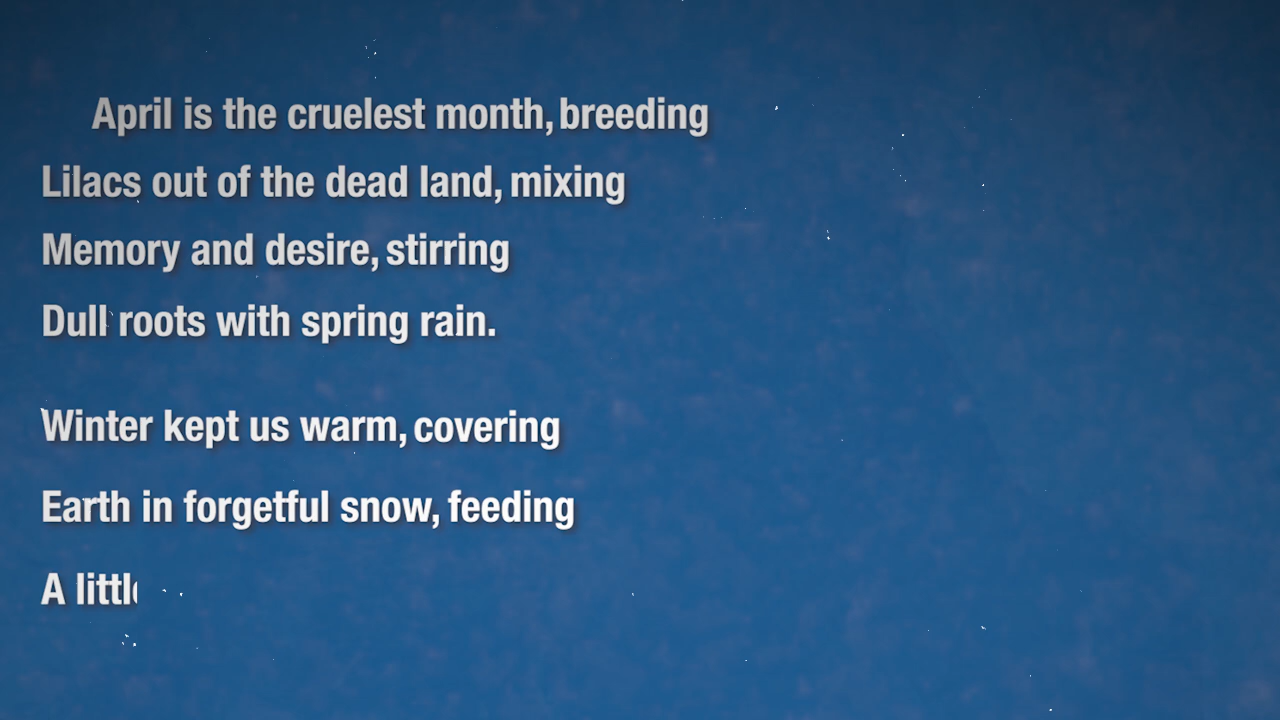 April is the cruelest month, breeding
Lilacs out of the dead land, mixing
Memory and desire, stirring
Dull roots with spring rain.
Winter kept us warm, covering
Earth in forgetful snow, feeding
A